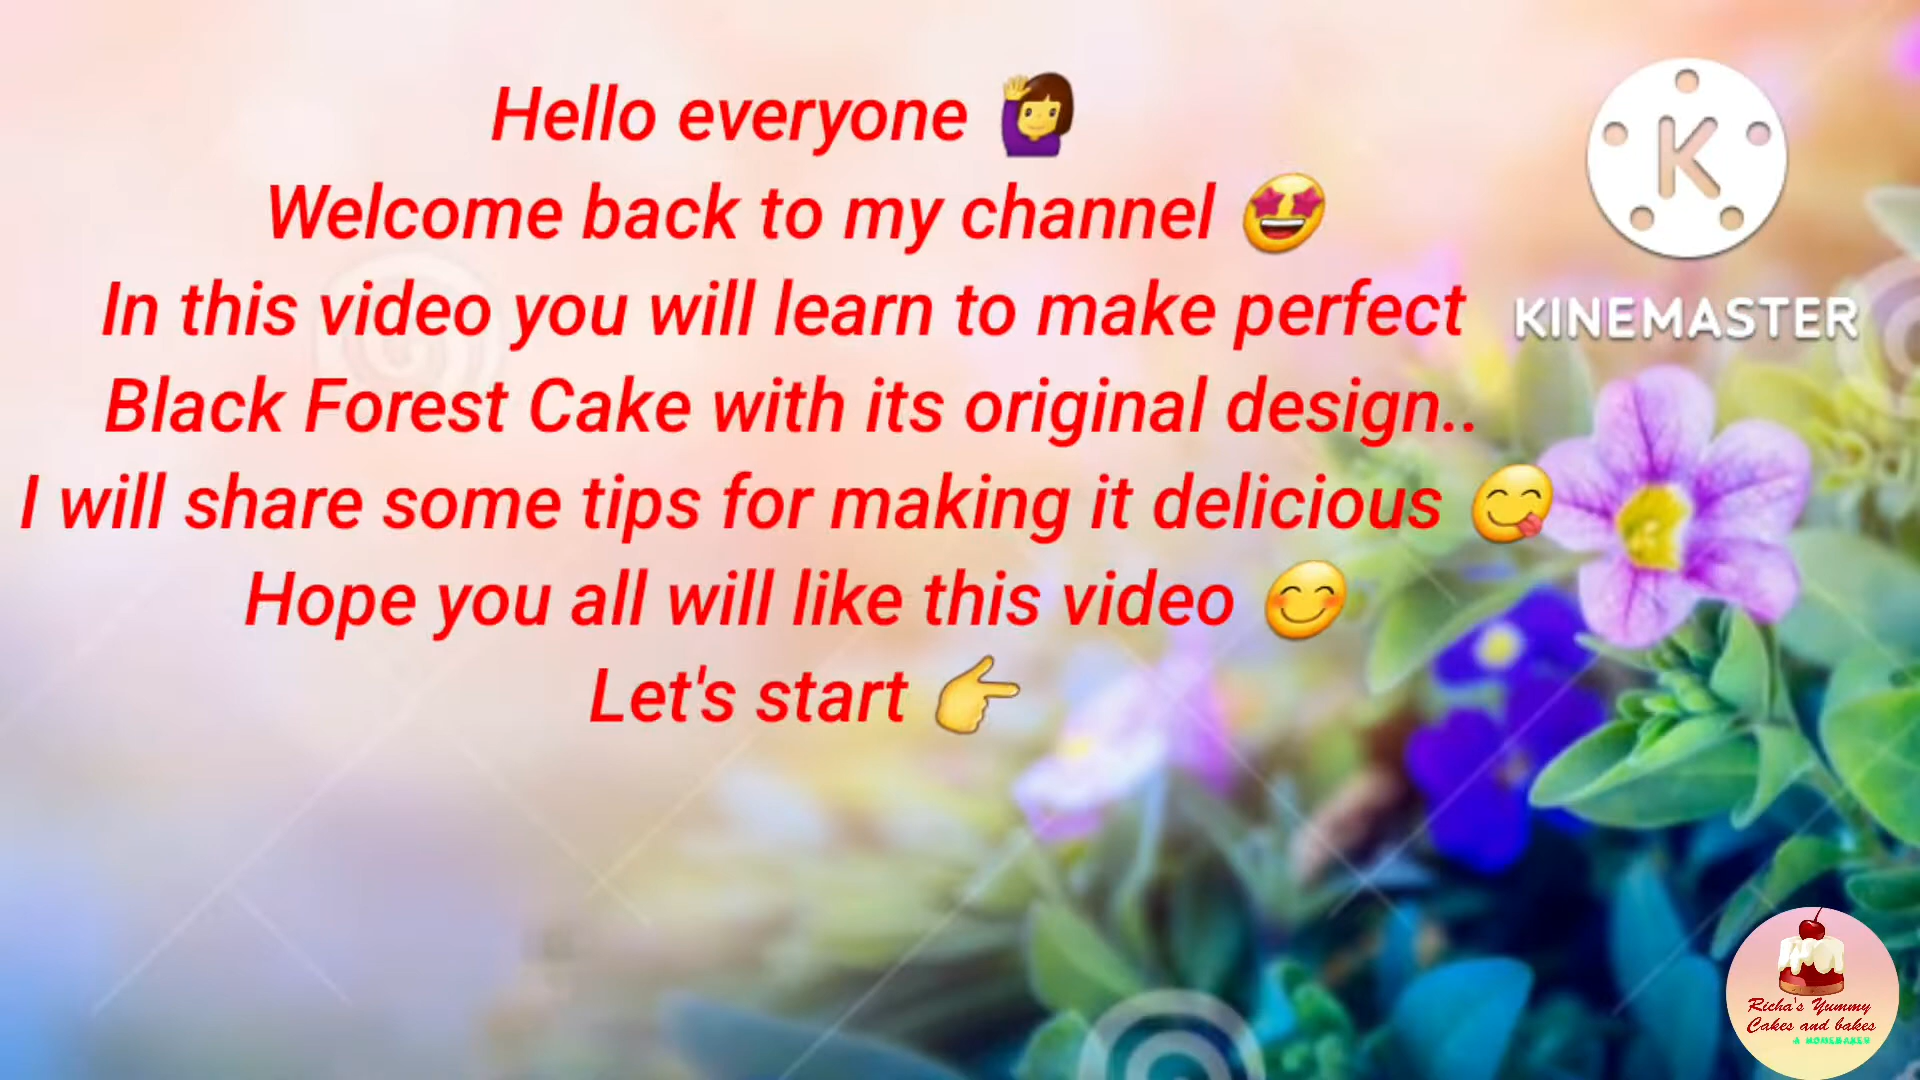 Hello everyone 🙋‍♀️
Welcome back to my channel 🤩
In this video you will learn to make perfect
Black Forest Cake with its original design..
I will share some tips for making it delicious 😋
Hope you all will like this video 😊
Let's start 👉
K
KINEMASTER
Richa's Yummy
Cakes and bakes
A HOMEBAKER